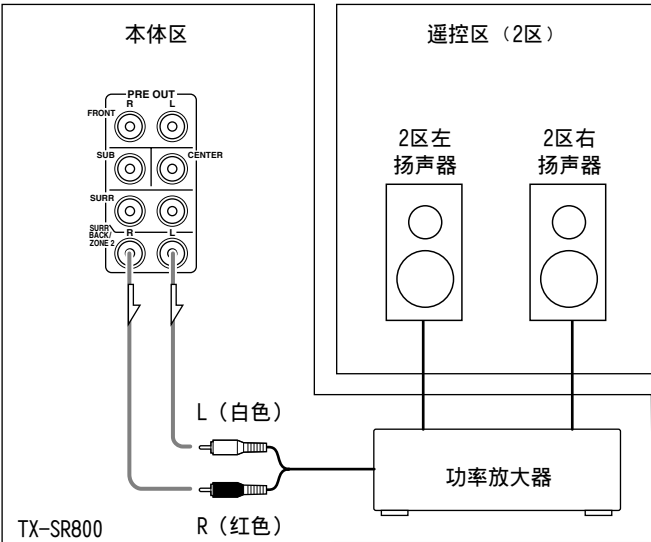 本体区
遥控区（2区）
PRE OUT
R L
FRONT
SUB
CENTER
SURR
SURR
BACK/
ZONE 2
R L
2区左
扬声器
2区右
扬声器
L（白色）
功率放大器
R（红色）
TX-SR800